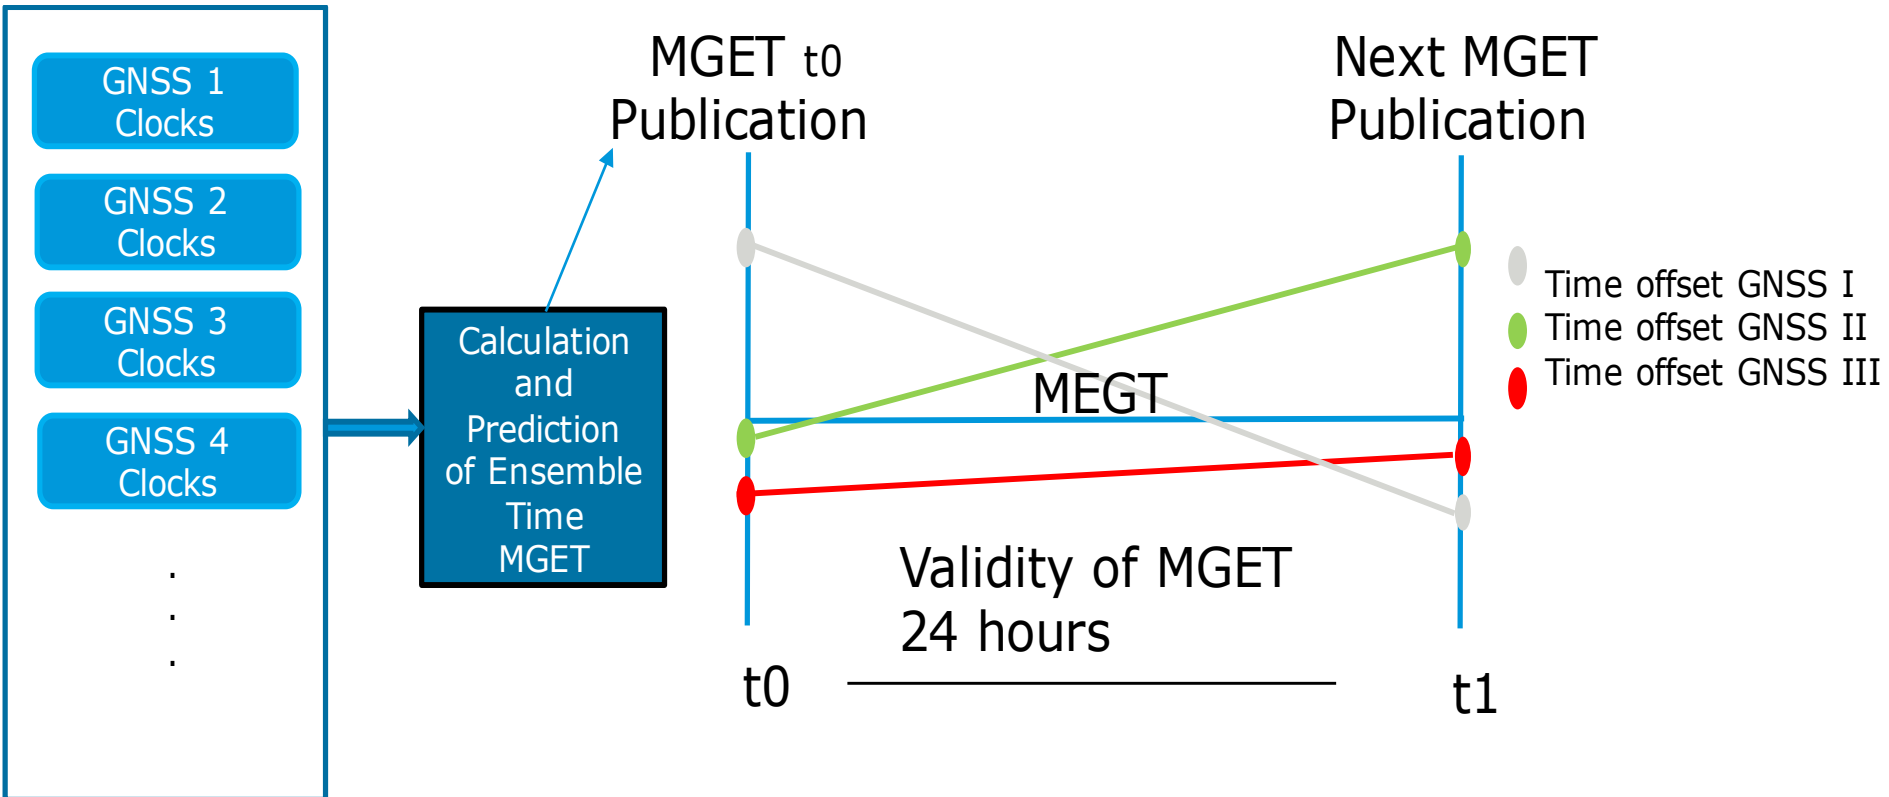 GNSS 1
Clocks
GNSS 2
Clocks
GNSS 3
Clocks
GNSS 4
Clocks
.
.
.
Calculation
and
Prediction
of Ensemble
Time
MGET
MGET t0
Publication
Next MGET
Publication
MEGT
Time offset GNSS I
Time offset GNSS II
Time offset GNSS III
Validity of MGET
24 hours
t0
t1